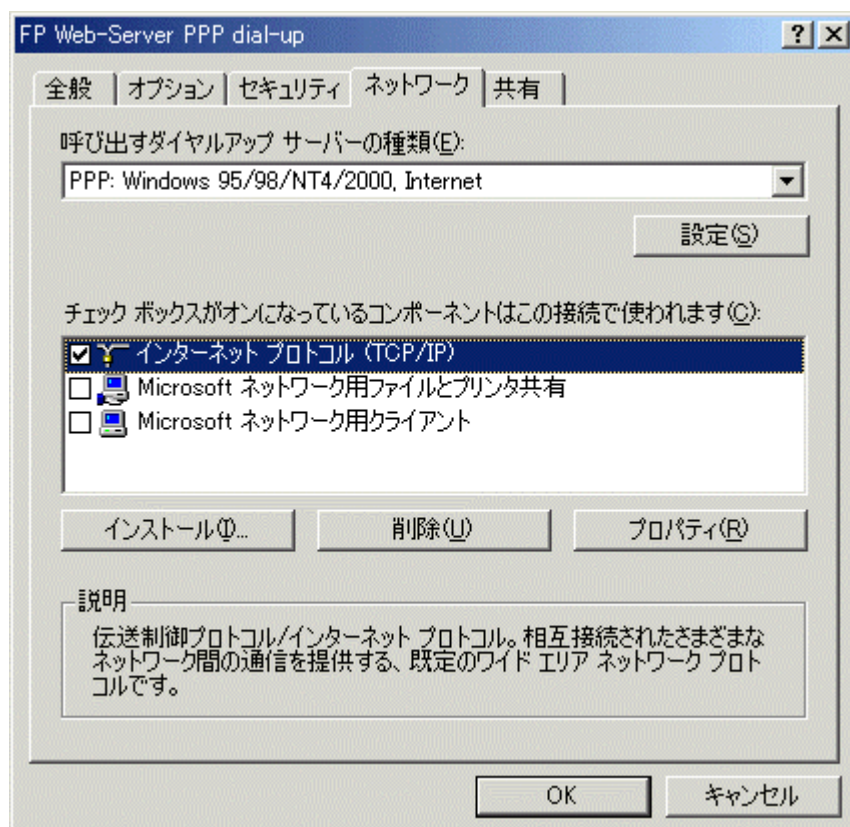 FP Web-Server PPP dial-up
全般 オプション セキュリティ ネットワーク 共有
呼び出すダイヤルアップ サーバーの種類(E):
PPP: Windows 95/98/NT4/2000, Internet
設定(S)
チェック ボックスがオンになっているコンポーネントはこの接続で使われます(C):
インターネット プロトコル (TCP/IP)
Microsoft ネットワーク用ファイルとプリンタ共有
Microsoft ネットワーク用クライアント
インストール(I)... 削除(U) プロパティ(R)
説明
伝送制御プロトコル/インターネット プロトコル。相互接続されたさまざまな
ネットワーク間の通信を提供する、既定のワイド エリア ネットワーク プロト
コルです。
OK キャンセル